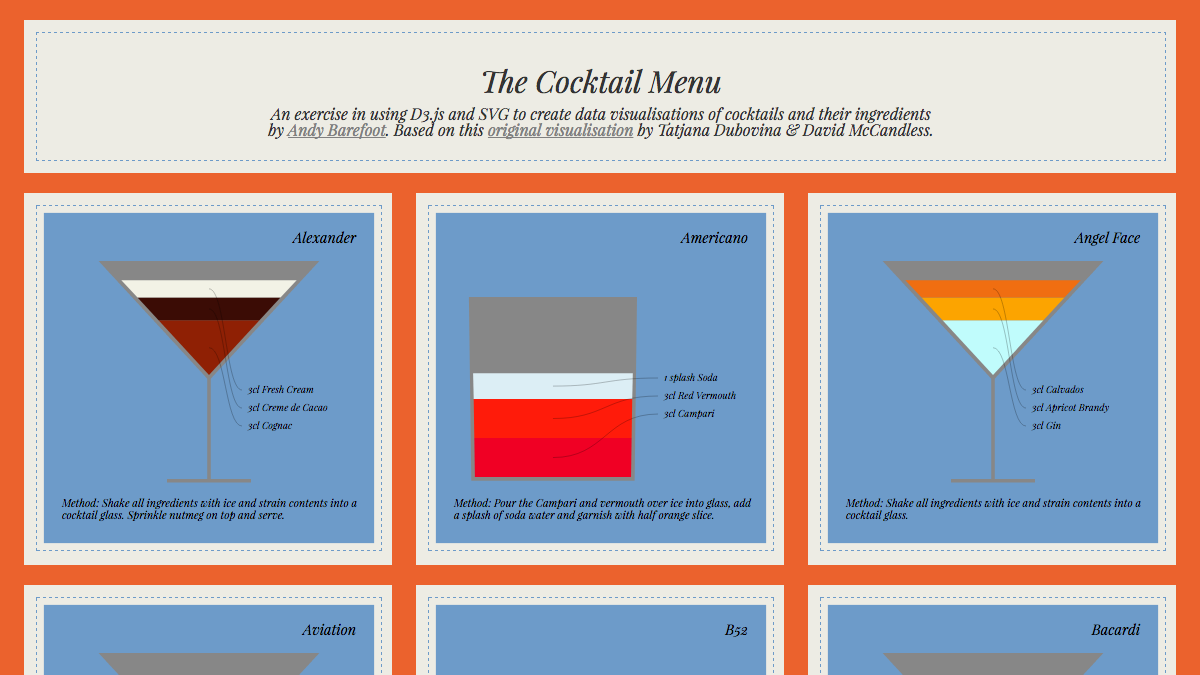 The Cocktail Menu
An exercise in using D3.js and SVG to create data visualisations of cocktails and their ingredients
by Andy Barefoot. Based on this original visualisation by Tatjana Dubovina & David McCandless.
Alexander
3cl Fresh Cream
3cl Creme de Cacao
3cl Cognac
Method: Shake all ingredients with ice and strain contents into a
cocktail glass. Sprinkle nutmeg on top and serve.
Americano
1 splash Soda
3cl Red Vermouth
3cl Campari
Method: Pour the Campari and vermouth over ice into glass, add
a splash of soda water and garnish with half orange slice.
Angel Face
3cl Calvados
3cl Apricot Brandy
3cl Gin
Method: Shake all ingredients with ice and strain contents into a
cocktail glass.
Aviation
B52
Bacardi